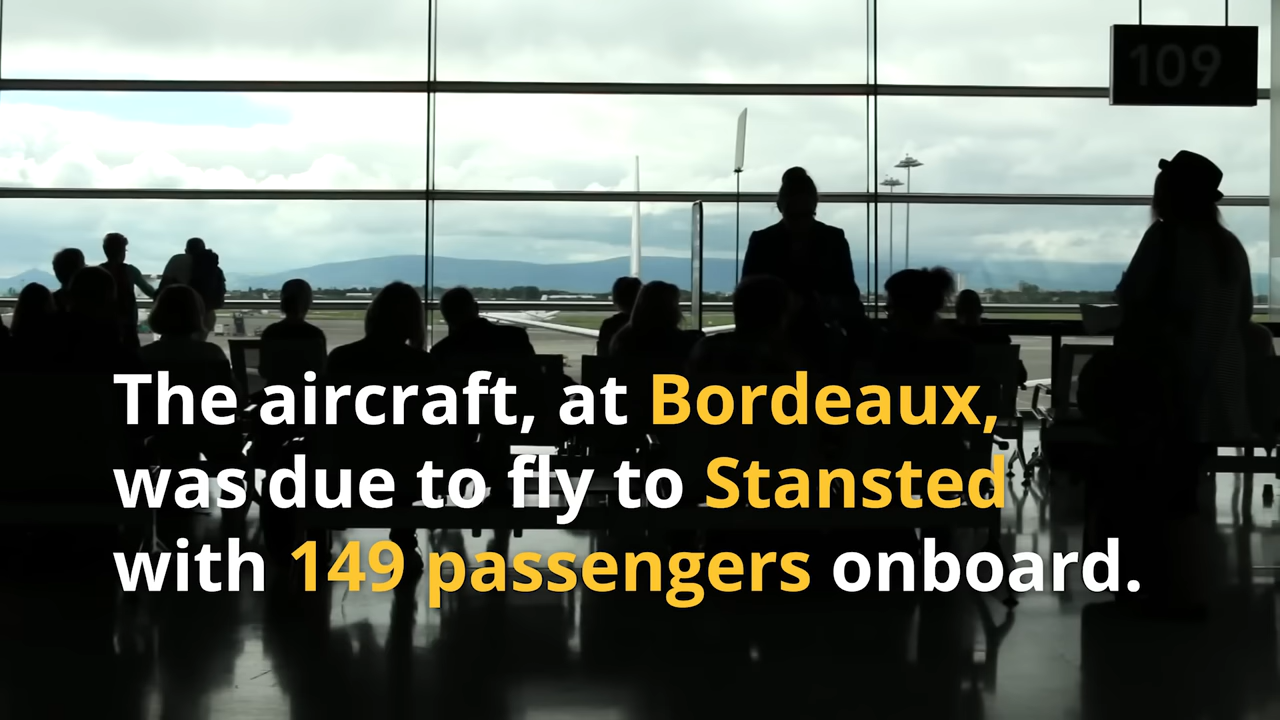 109
The aircraft, at Bordeaux,
was due to fly to Stansted
with 149 passengers onboard.